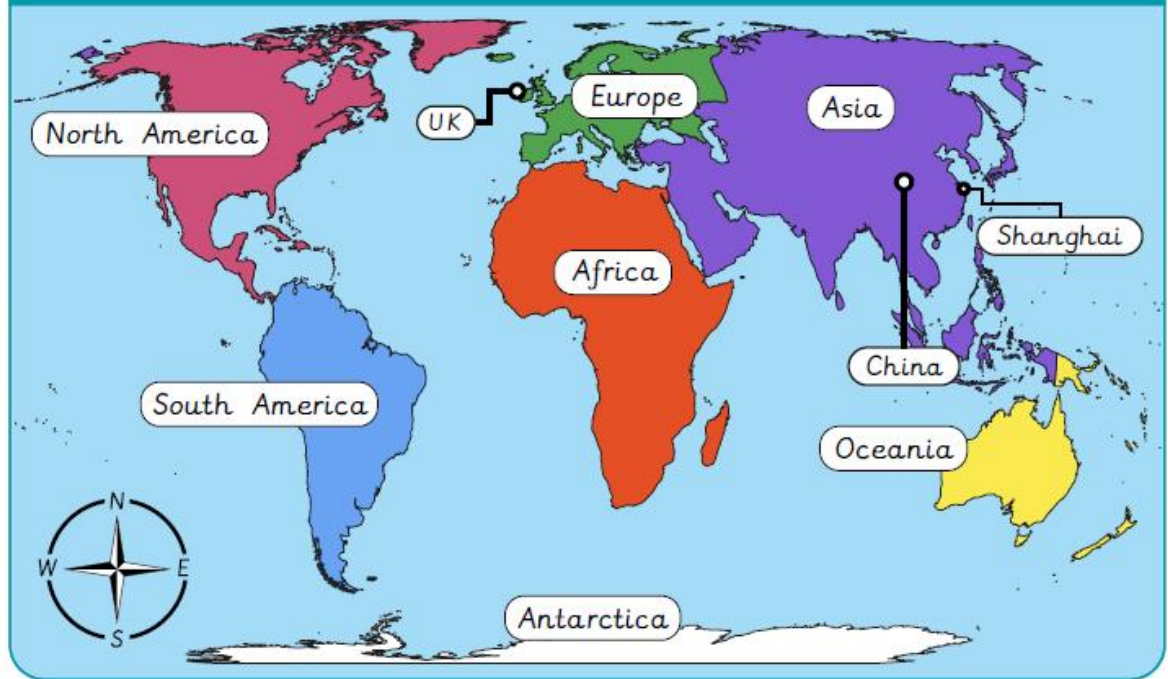 Europe
Asia
UK
North America
Shanghai
Africa
China
South America
Oceania
N
W
E
S
Antarctica